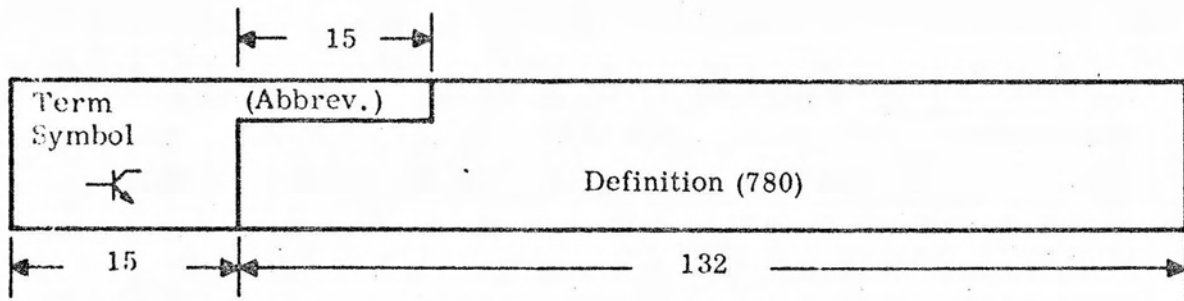 15
Term (Abbrev.)
Symbol
Definition (780)
15 132